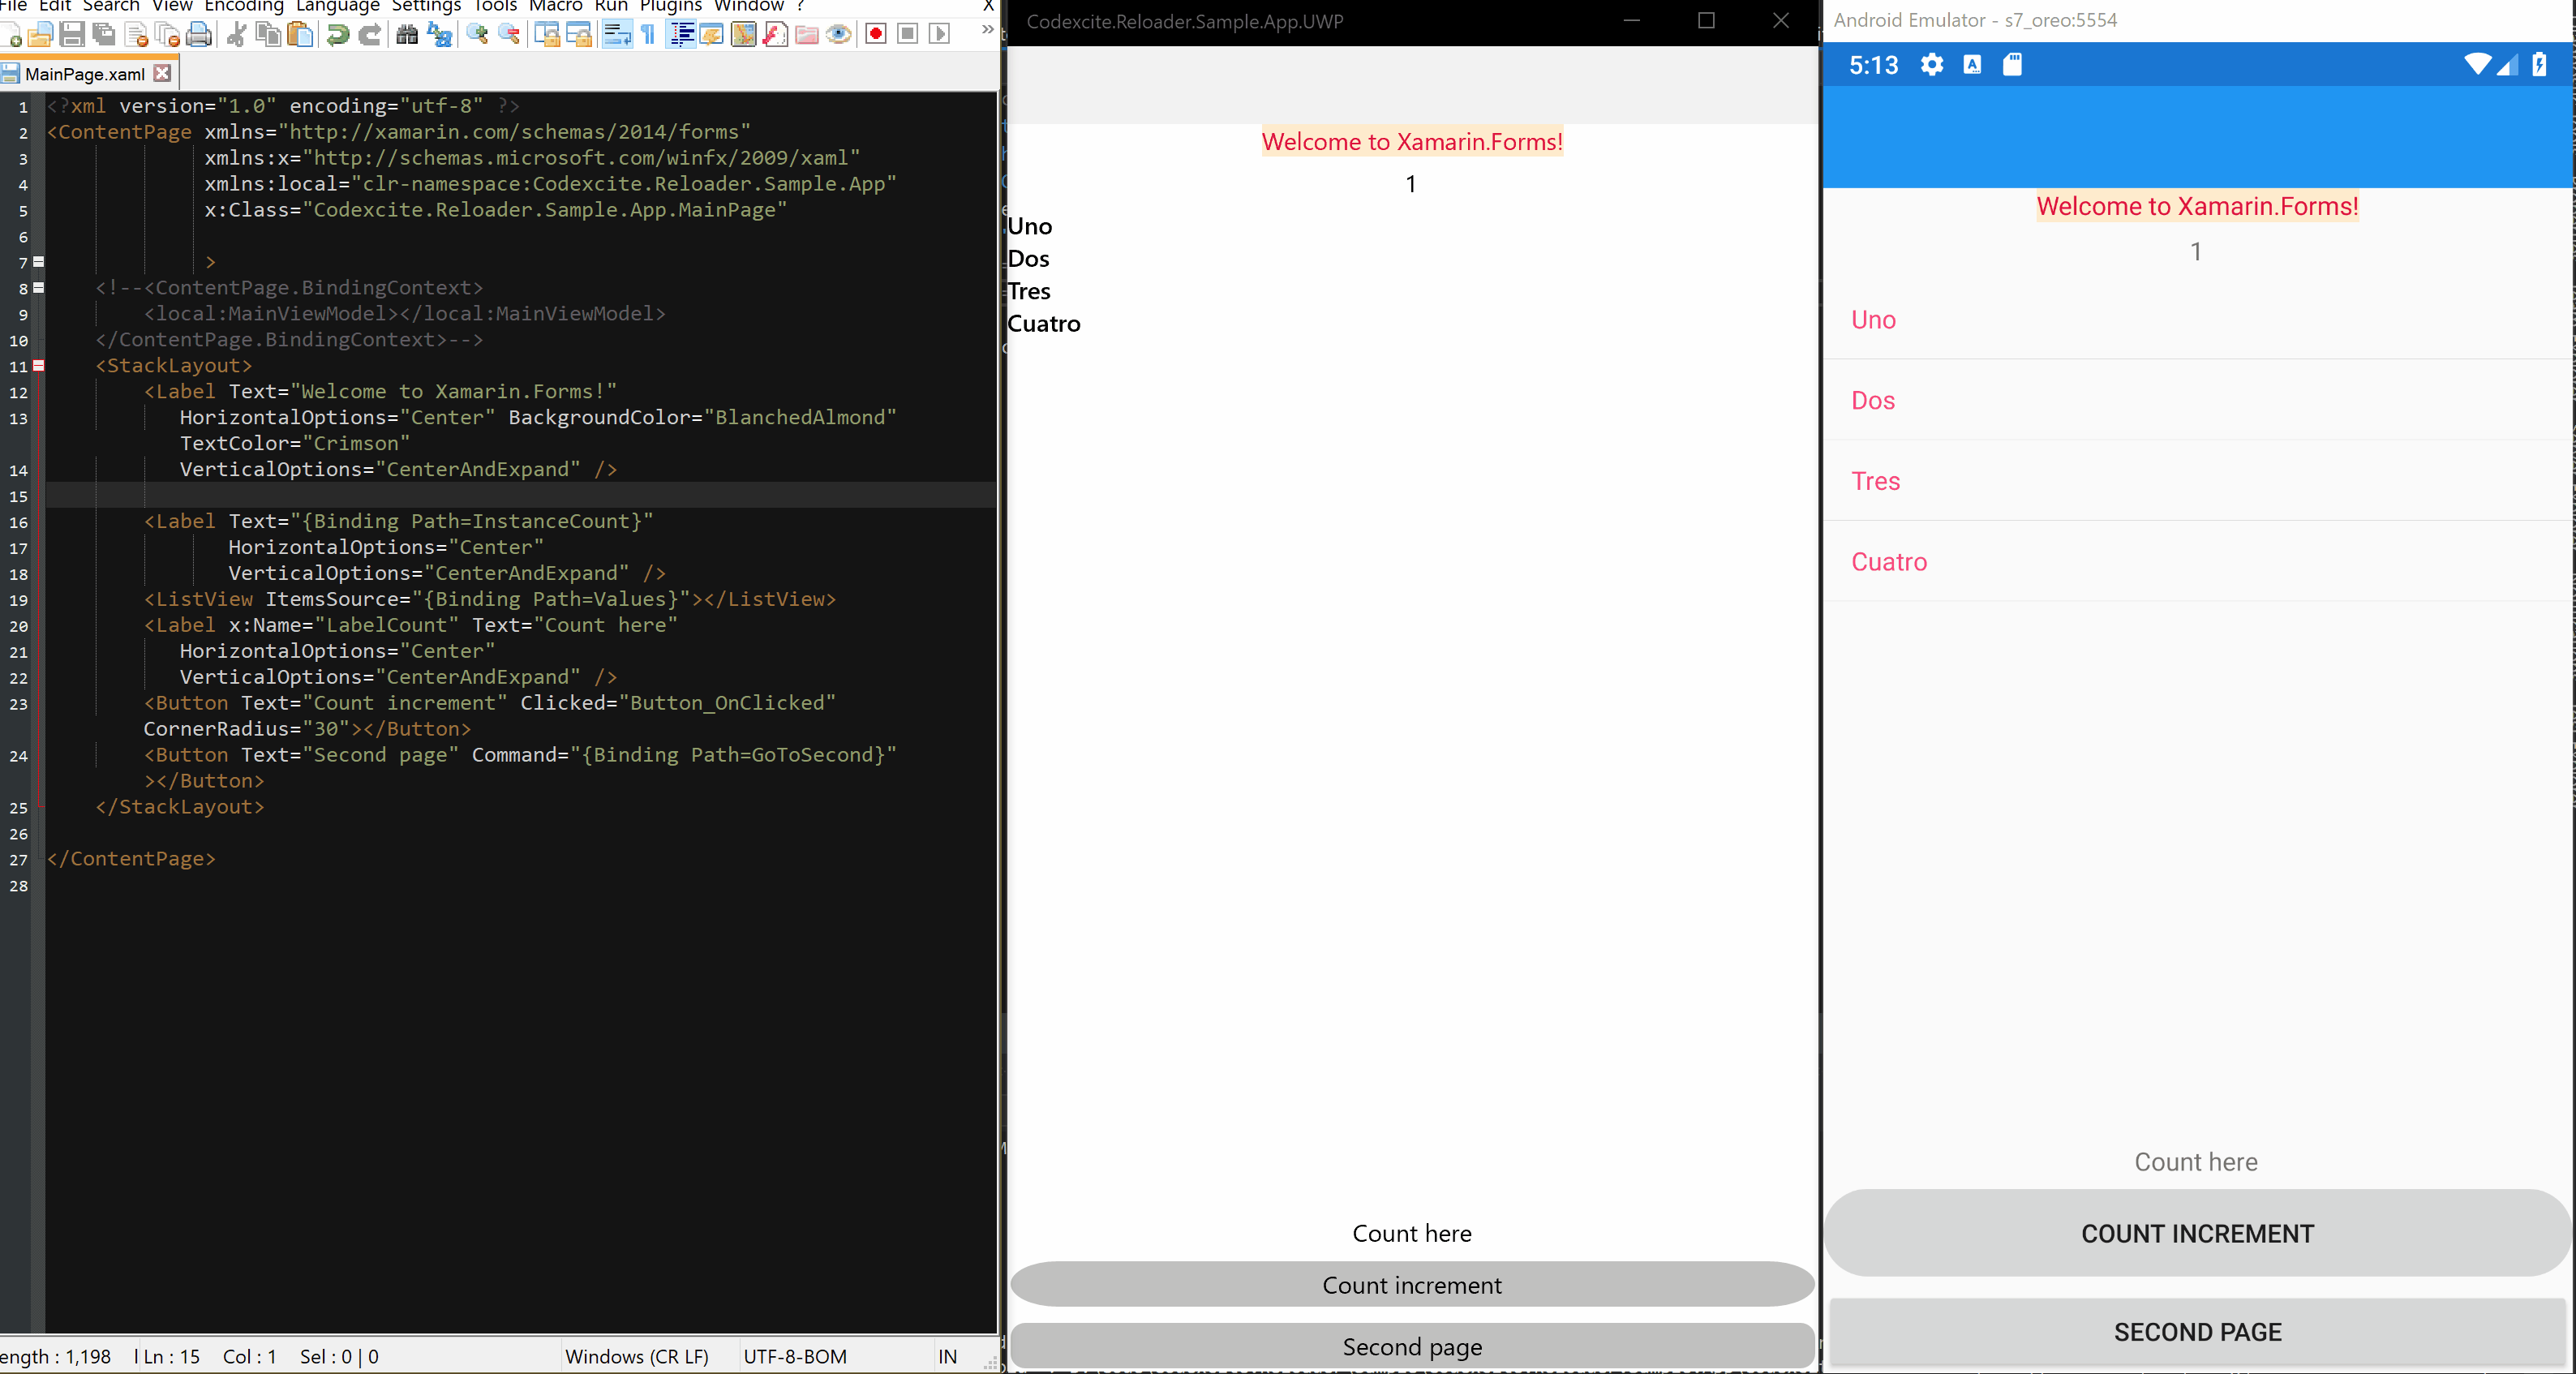 File Edit Search View Encoding Language Settings Tools Macro Run Plugins Window ? X
MainPage.xaml
1 <?xml version="1.0" encoding="utf-8" ?>
2 <ContentPage xmlns="http://xamarin.com/schemas/2014/forms"
3 xmlns:x="http://schemas.microsoft.com/winfx/2009/xaml"
4 xmlns:local="clr-namespace:Codexcite.Reloader.Sample.App"
5 x:Class="Codexcite.Reloader.Sample.App.MainPage"
6
7 >
8 <!--<ContentPage.BindingContext>
9 <local:MainViewModel></local:MainViewModel>
10 </ContentPage.BindingContext>-->
11 <StackLayout>
12 <Label Text="Welcome to Xamarin.Forms!"
13 HorizontalOptions="Center" BackgroundColor="BlanchedAlmond"
TextColor="Crimson"
14 VerticalOptions="CenterAndExpand" />
15
16 <Label Text="{Binding Path=InstanceCount}"
17 HorizontalOptions="Center"
18 VerticalOptions="CenterAndExpand" />
19 <ListView ItemsSource="{Binding Path=Values}"></ListView>
20 <Label x:Name="LabelCount" Text="Count here"
21 HorizontalOptions="Center"
22 VerticalOptions="CenterAndExpand" />
23 <Button Text="Count increment" Clicked="Button_OnClicked"
CornerRadius="30"></Button>
24 <Button Text="Second page" Command="{Binding Path=GoToSecond}"
></Button>
25 </StackLayout>
26
27 </ContentPage>
28
ength : 1,198 l Ln : 15 Col : 1 Sel : 0 | 0 Windows (CR LF) UTF-8-BOM IN
Codexcite.Reloader.Sample.App.UWP
Welcome to Xamarin.Forms!
1
Uno
Dos
Tres
Cuatro
Count here
Count increment
Second page
Android Emulator - s7_oreo:5554
5:13
Welcome to Xamarin.Forms!
1
Uno
Dos
Tres
Cuatro
Count here
COUNT INCREMENT
SECOND PAGE